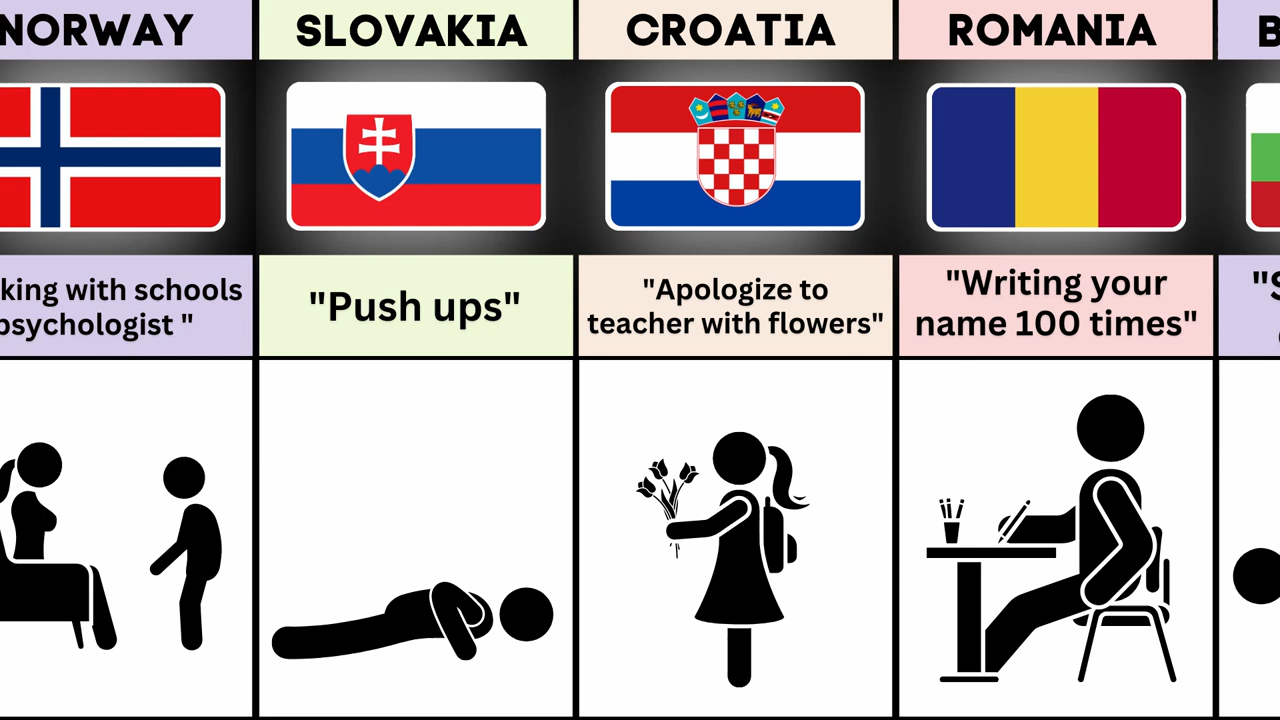 NORWAY
SLOVAKIA
CROATIA
ROMANIA
B
king with schools
psychologist "
"Push ups"
"Apologize to
teacher with flowers"
"Writing your
name 100 times"
"S